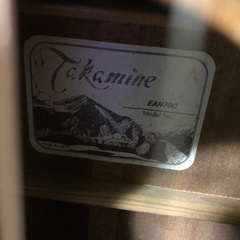 Takamine
EAN70C
Model No.